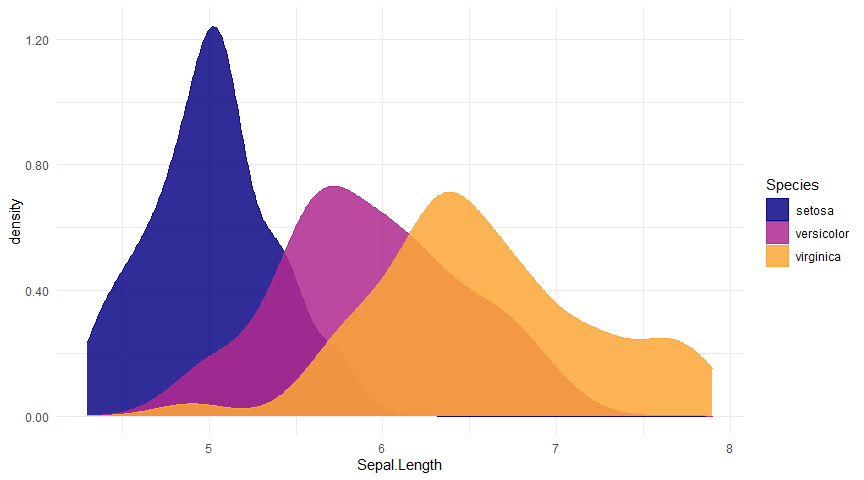 1.20
0.80
0.40
0.00
density
5
6
7
8
Sepal.Length
Species
setosa
versicolor
virginica